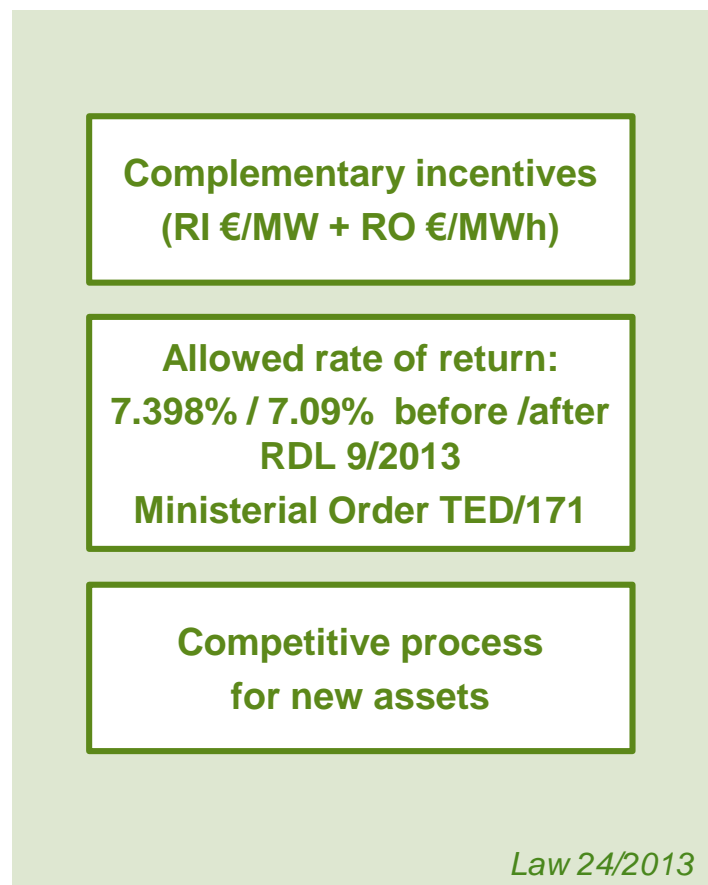 Complementary incentives
(RI €/MW + RO €/MWh)
Allowed rate of return:
7.398% / 7.09% before /after
RDL 9/2013
Ministerial Order TED/171
Competitive process
for new assets
Law 24/2013